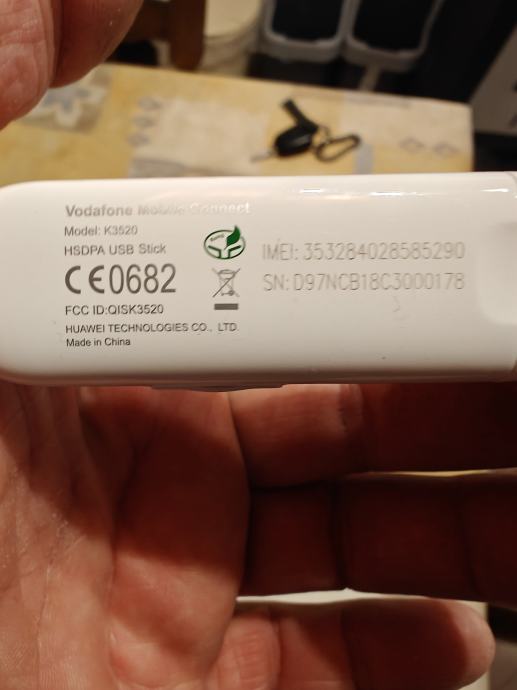 Vodafone Mobile Connect
Model: K3520
HSDPA USB Stick
CE0682
FCC ID:QISK3520
HUAWEI TECHNOLOGIES CO., LTD.
Made in China
RoHS
IMEI: 353284028585290
SN: D97NCB18C3000178